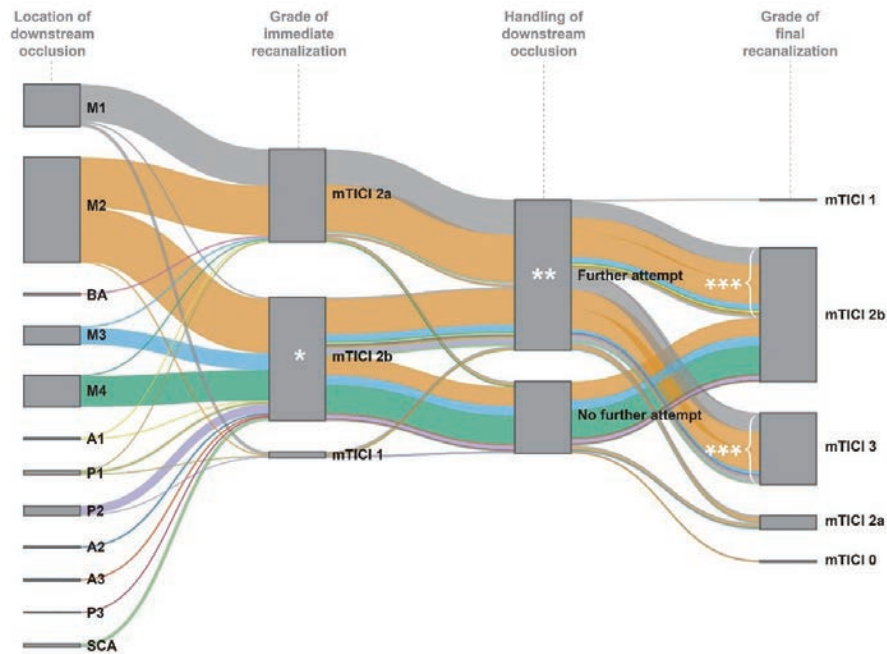 Location of
downstream
occlusion
Grade of
immediate
recanalization
Handling of
downstream
occlusion
Grade of
final
recanalization
M1
M2
BA
M3
M4
A1
P1
P2
A2
A3
P3
SCA
mTICI 2a
*
mTICI 2b
mTICI 1
**
Further attempt
No further attempt
mTICI 1
***
mTICI 2b
***
mTICI 3
mTICI 2a
mTICI 0